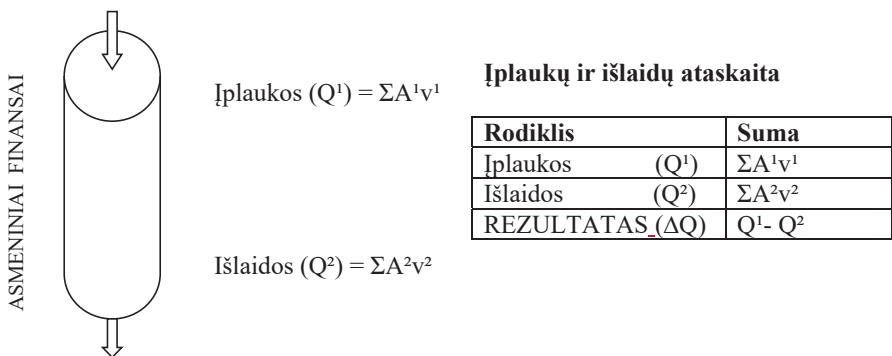 ASMENINIAI FINANSAI
Įplaukos (Q¹) = ΣA¹v¹
Išlaidos (Q²) = ΣA²v²
Įplaukų ir išlaidų ataskaita
Rodiklis Suma
Įplaukos (Q¹) ΣA¹v¹
Išlaidos (Q²) ΣA²v²
REZULTATAS (ΔQ) Q¹- Q²